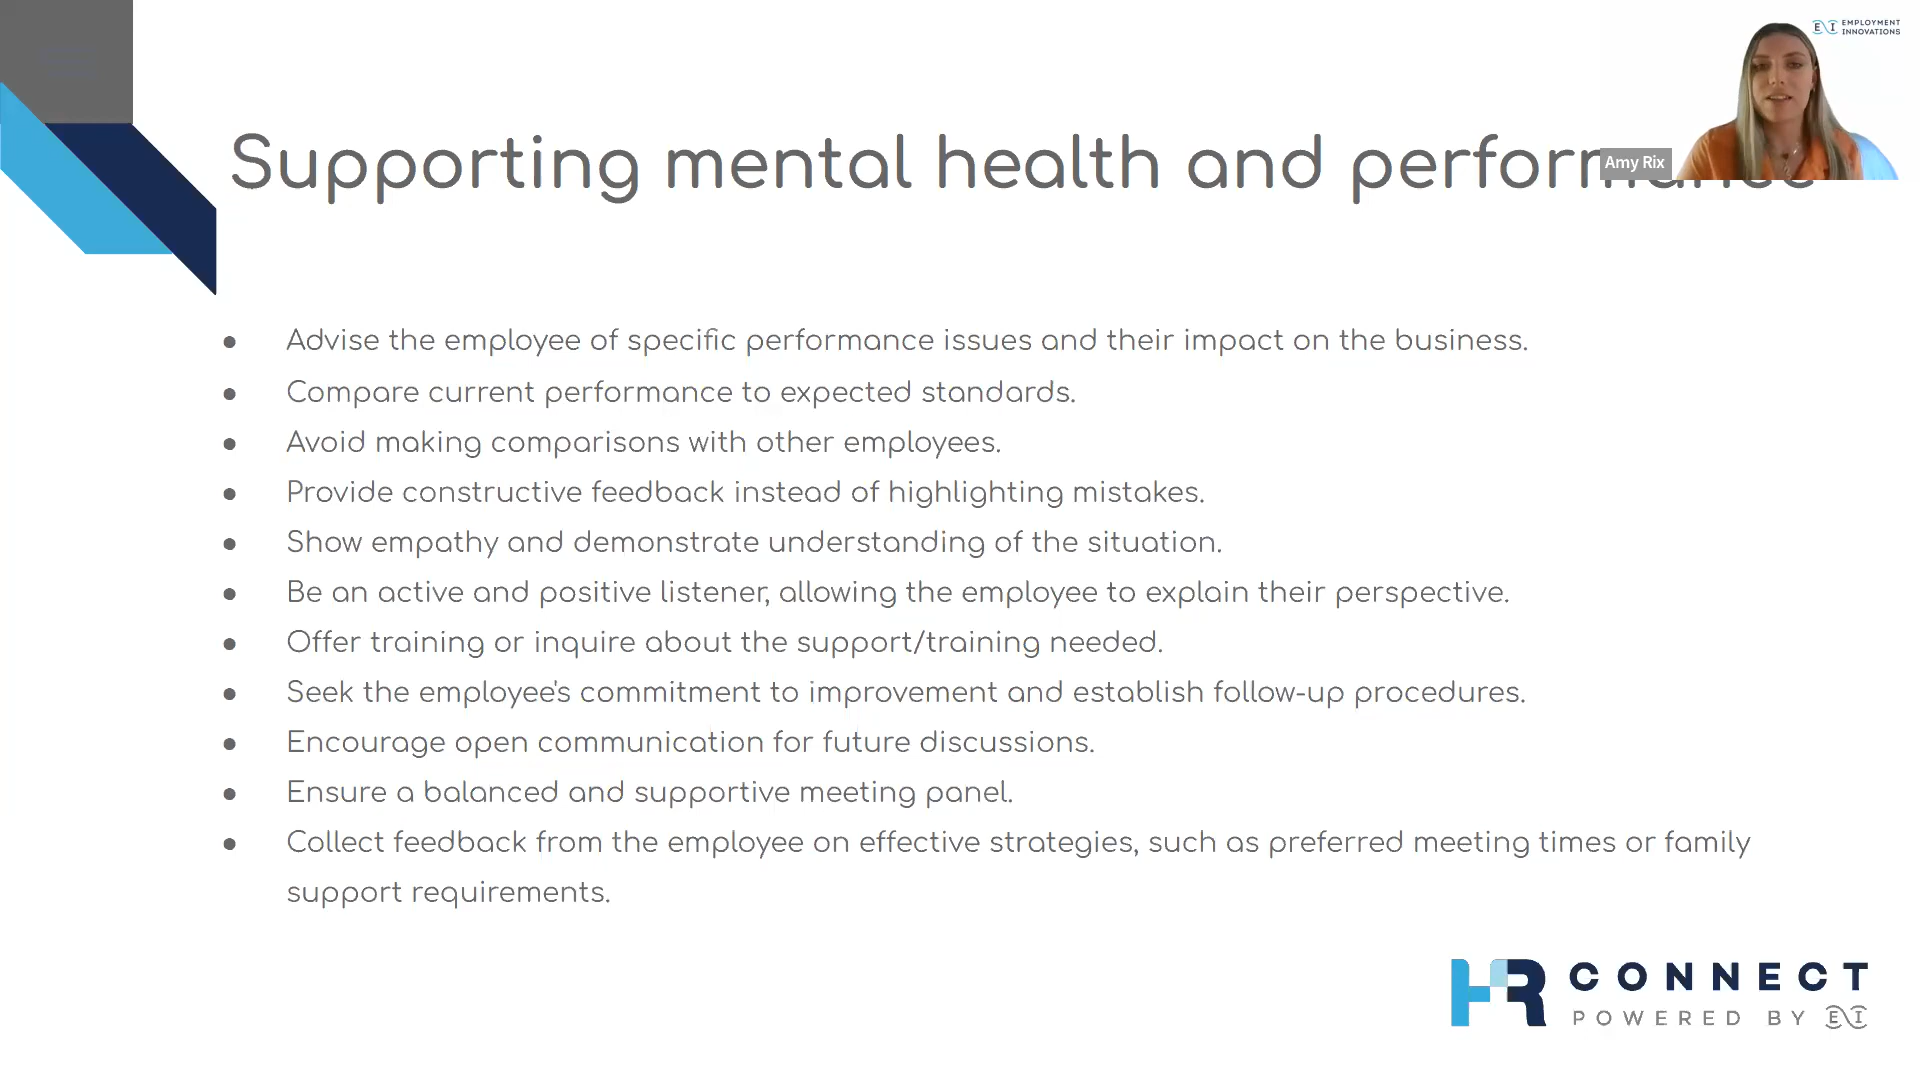 EI EMPLOYMENT
INNOVATIONS
Supporting mental health and performance
Amy Rix
● Advise the employee of specific performance issues and their impact on the business.
● Compare current performance to expected standards.
● Avoid making comparisons with other employees.
● Provide constructive feedback instead of highlighting mistakes.
● Show empathy and demonstrate understanding of the situation.
● Be an active and positive listener, allowing the employee to explain their perspective.
● Offer training or inquire about the support/training needed.
● Seek the employee's commitment to improvement and establish follow-up procedures.
● Encourage open communication for future discussions.
● Ensure a balanced and supportive meeting panel.
● Collect feedback from the employee on effective strategies, such as preferred meeting times or family
support requirements.
HR CONNECT
POWERED BY EI